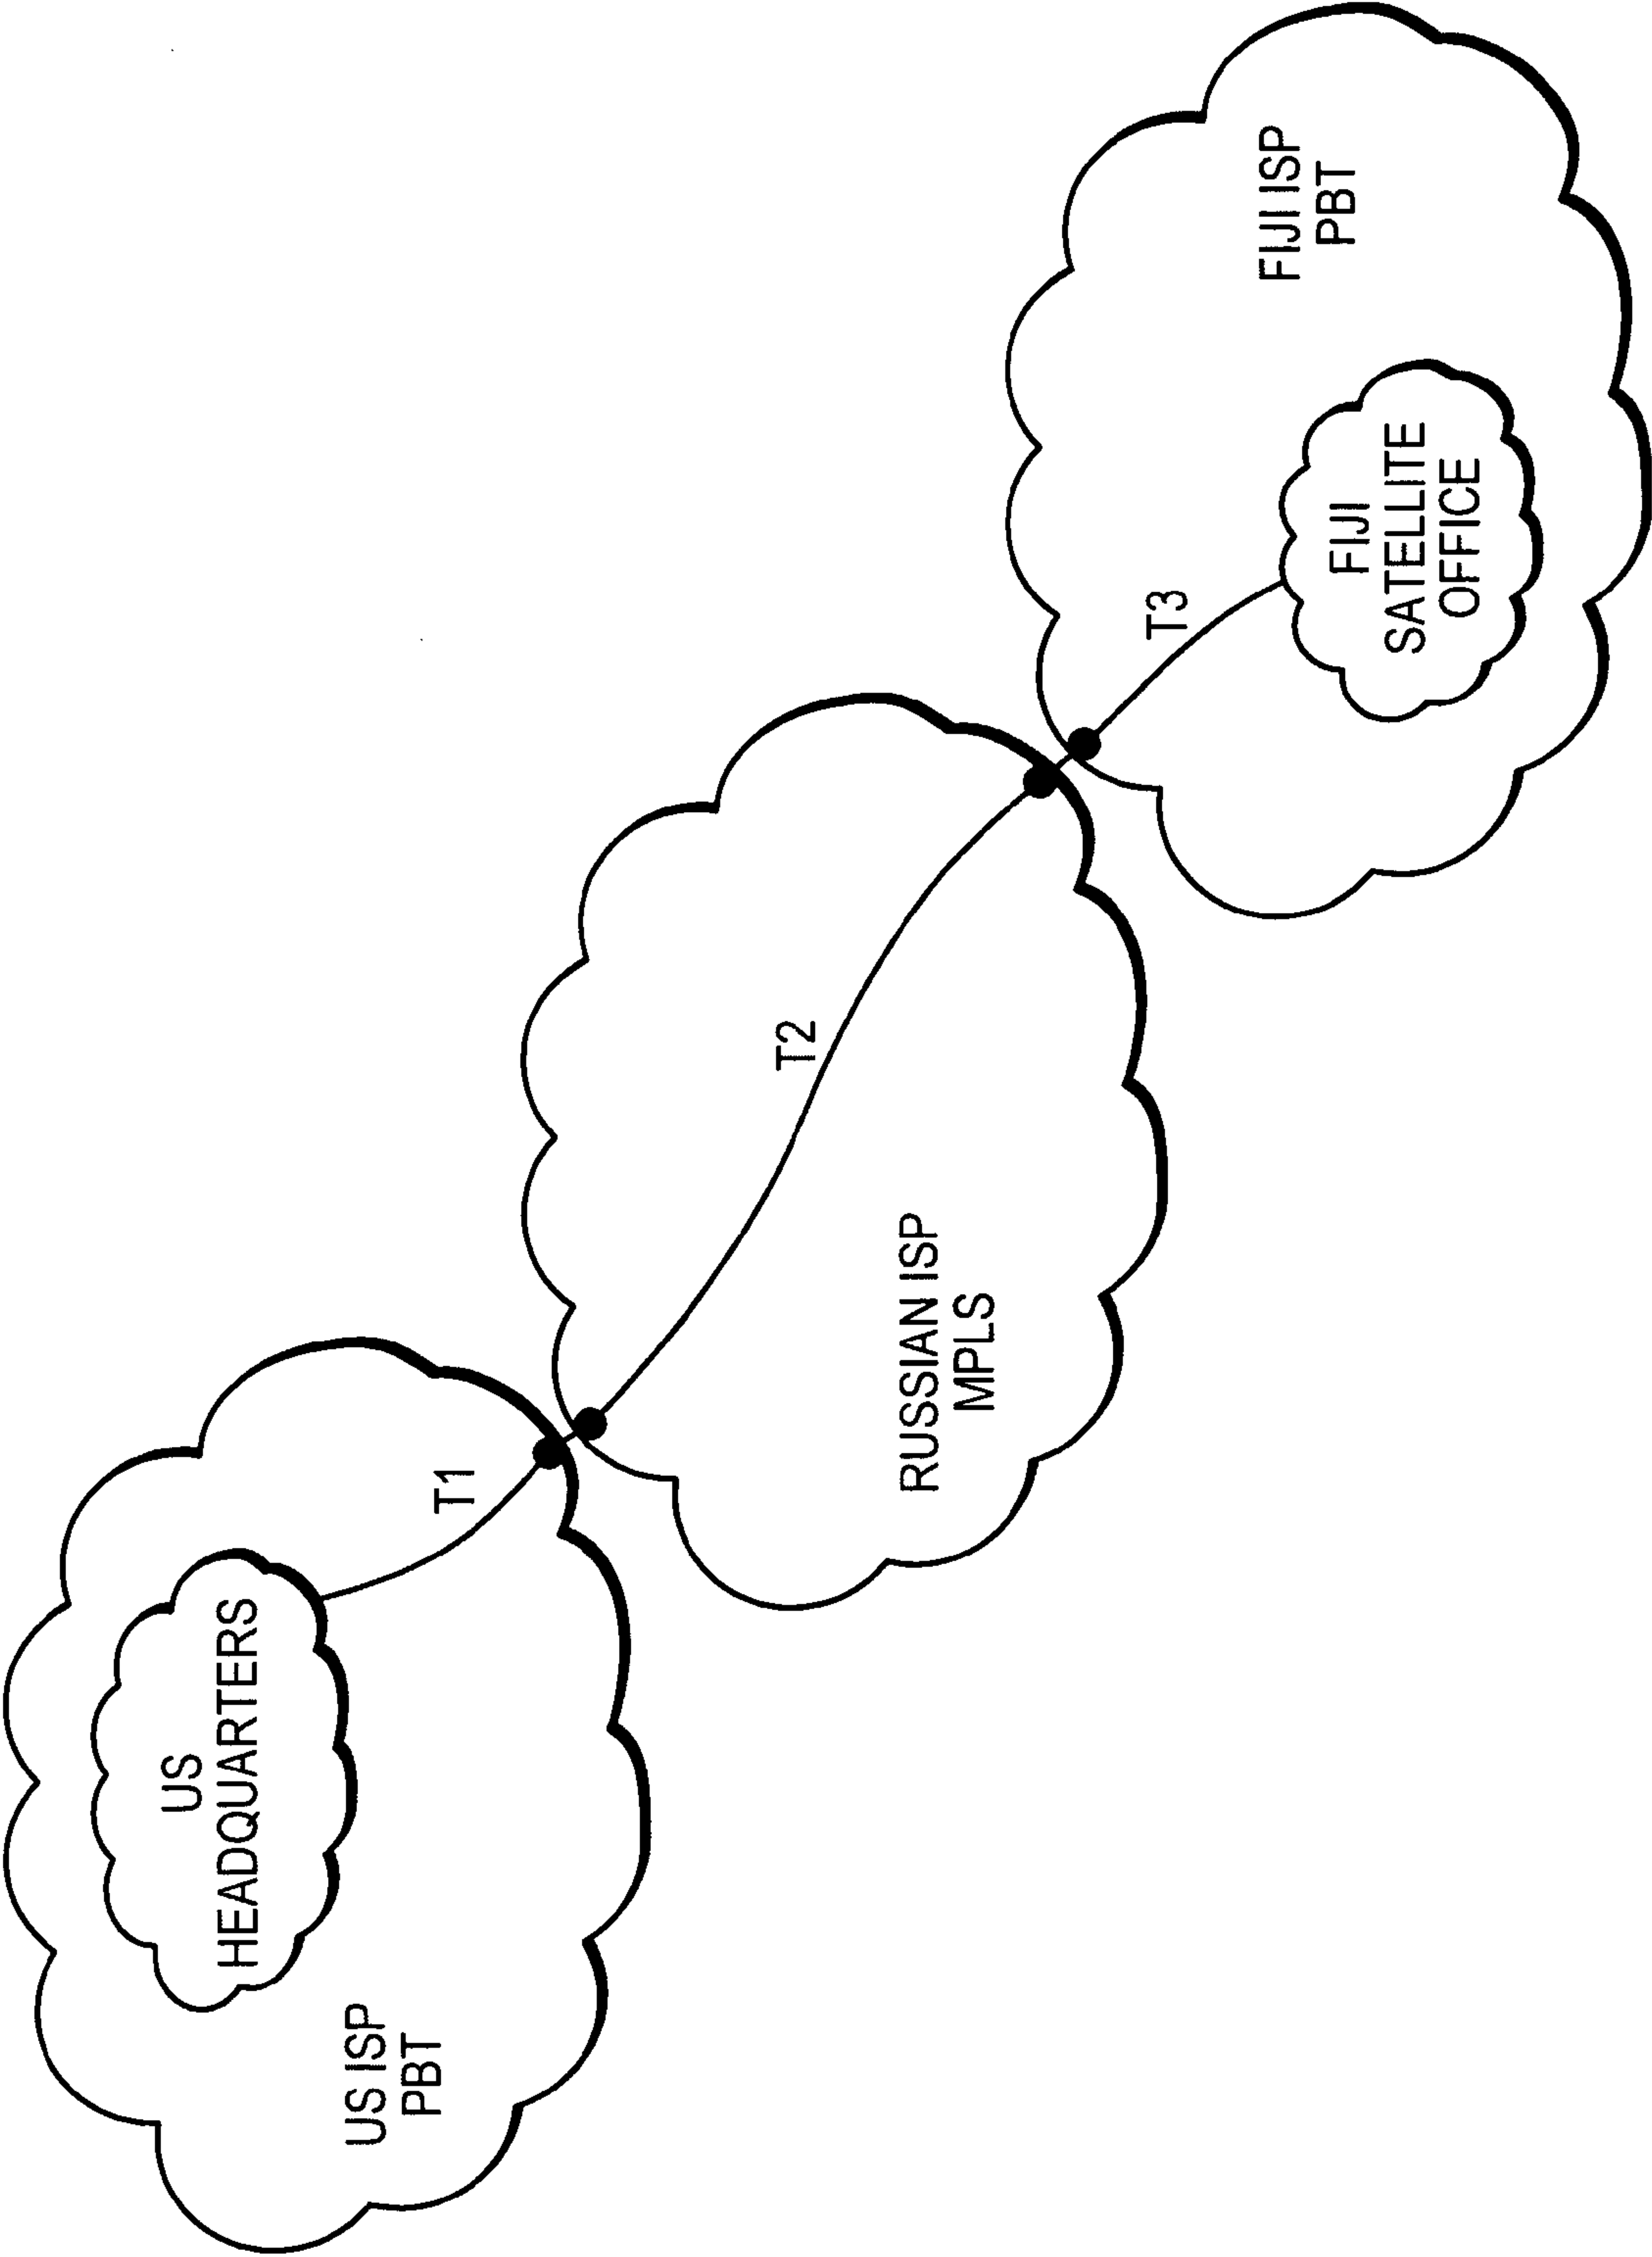 US
HEADQUARTERS
US ISP
PBT
T1
RUSSIAN ISP
MPLS
T2
T3
FIJI
SATELLITE
OFFICE
FIJI ISP
PBT